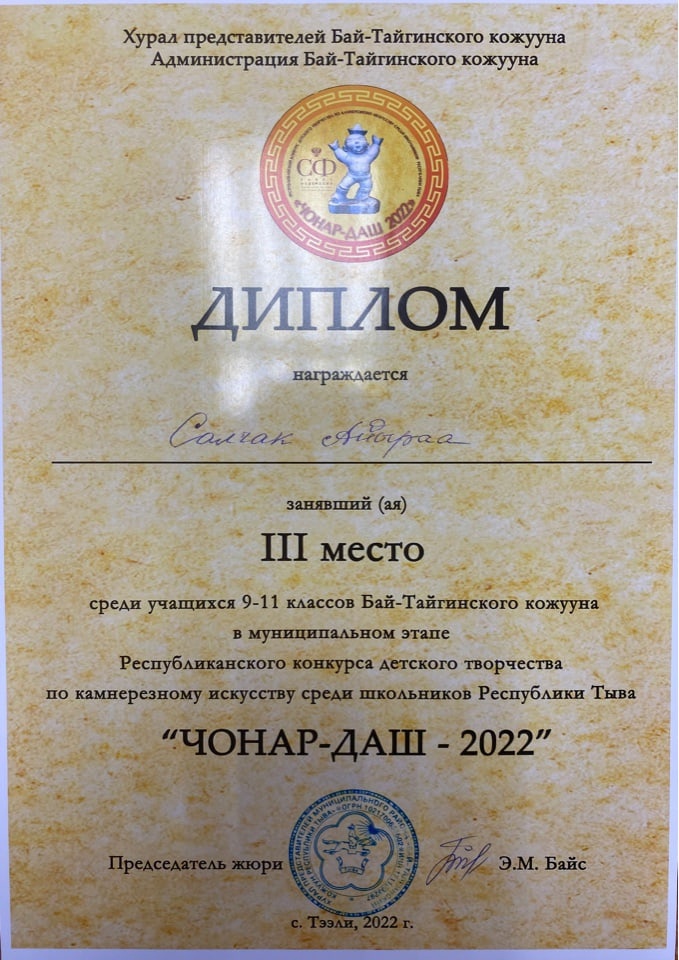 Хурал представителей Бай-Тайгинского кожууна
Администрация Бай-Тайгинского кожууна
СФ
"ЧОНАР-ДАШ 2022"
ДИПЛОМ
награждается
Салчак
занявший (ая)
III место
среди учащихся 9-11 классов Бай-Тайгинского кожууна
в муниципальном этапе
Республиканского конкурса детского творчества
по камнерезному искусству среди школьников Республики Тыва
“ЧОНАР-ДАШ - 2022”
Председатель жюри
Э.М. Байс
с. Тээли, 2022 г.